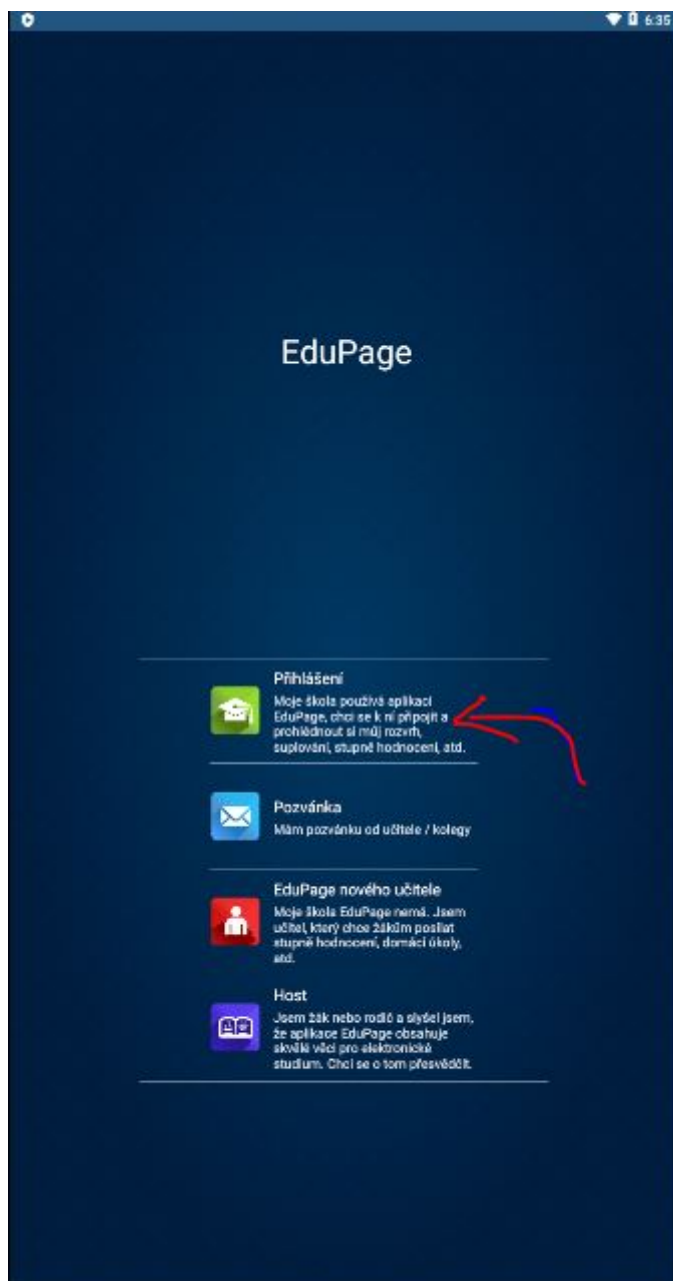 6:35
EduPage
Přihlášení
Moje škola používá aplikaci
EduPage, chci se k ní připojit a
prohlédnout si můj rozvrh,
suplování, stupně hodnocení, atd.
Pozvánka
Mám pozvánku od učitele / kolegy
EduPage nového učitele
Moje škola EduPage nemá. Jsem
učitel, který chce žákům posílat
stupně hodnocení, domácí úkoly,
atd.
Host
Jsem žák nebo rodič a slyšel jsem,
že aplikace EduPage obsahuje
skvělé věci pro elektronické
studium. Chci se o tom přesvědčit.